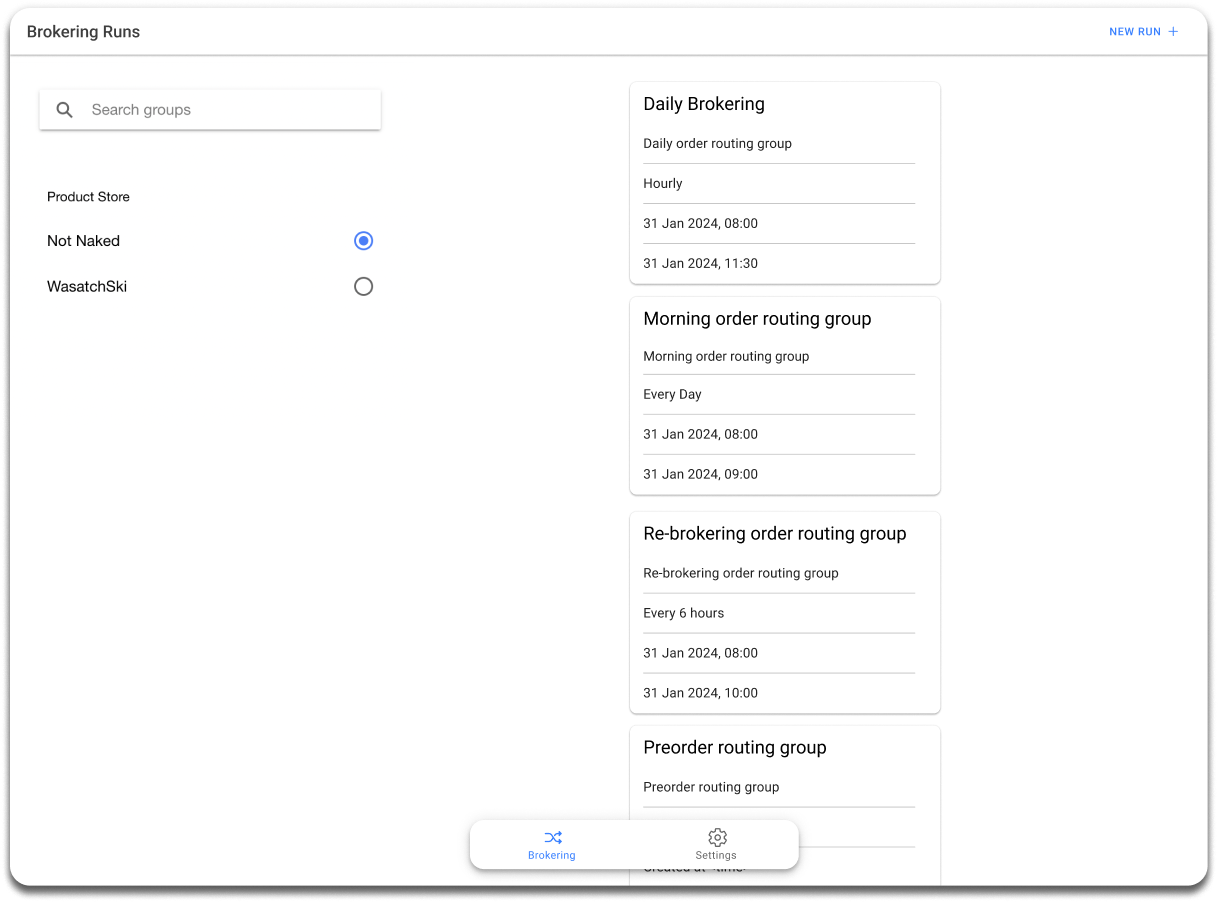 Brokering Runs
NEW RUN
Search groups
Product Store
Not Naked
WasatchSki
Daily Brokering
Daily order routing group
Hourly
31 Jan 2024, 08:00
31 Jan 2024, 11:30
Morning order routing group
Morning order routing group
Every Day
31 Jan 2024, 08:00
31 Jan 2024, 09:00
Re-brokering order routing group
Re-brokering order routing group
Every 6 hours
31 Jan 2024, 08:00
31 Jan 2024, 10:00
Preorder routing group
Preorder routing group
Created at <time>
Brokering
Settings